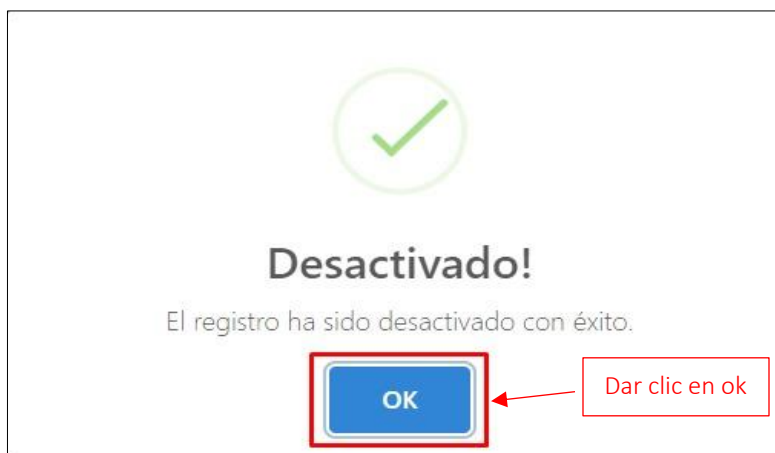 Desactivado!
El registro ha sido desactivado con éxito.
OK
Dar clic en ok